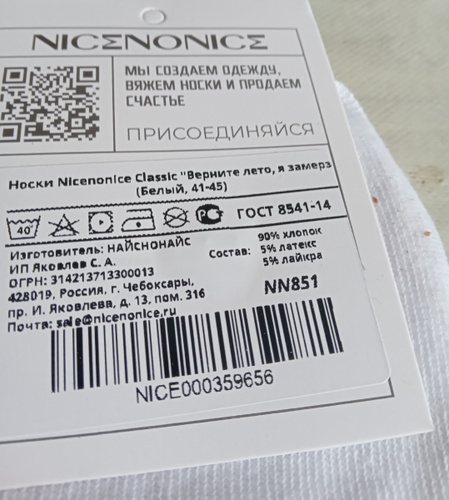 NICΣNONICΣ
МЫ СОЗДАЕМ ОДЕЖДУ,
ВЯЖЕМ НОСКИ И ПРОДАЕМ
СЧАСТЬЕ
ПРИСОЕДИНЯЙСЯ
Носки Nicenonice Classic "Верните лето, я замерз
(Белый, 41-45)
40 РСТ ГОСТ 8541-14
Изготовитель: НАЙСНОНАЙС
ИП Яковлев С. А.
ОГРН: 314213713300013
428019, Россия, г. Чебоксары,
пр. И. Яковлева, д. 13, пом. 316
Почта: sale@nicenonice.ru
Состав: 90% хлопок
5% латекс
5% лайкра
NN851
NICE000359656